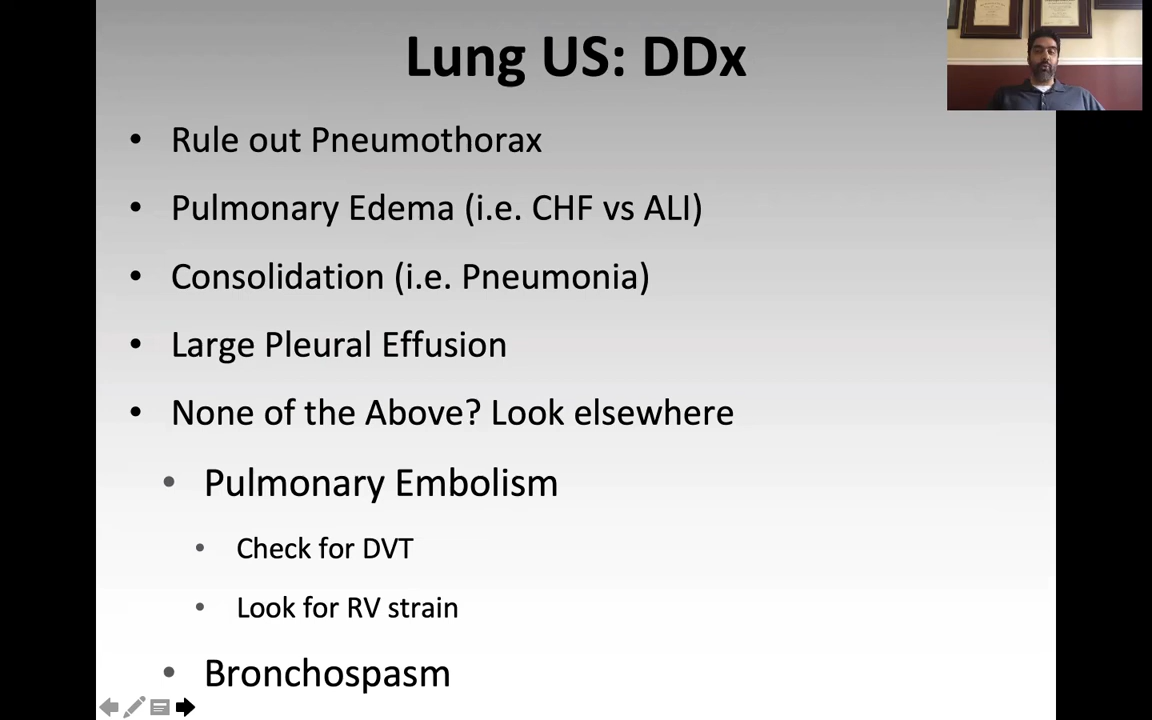 Lung US: DDx
• Rule out Pneumothorax
• Pulmonary Edema (i.e. CHF vs ALI)
• Consolidation (i.e. Pneumonia)
• Large Pleural Effusion
• None of the Above? Look elsewhere
• Pulmonary Embolism
• Check for DVT
• Look for RV strain
• Bronchospasm